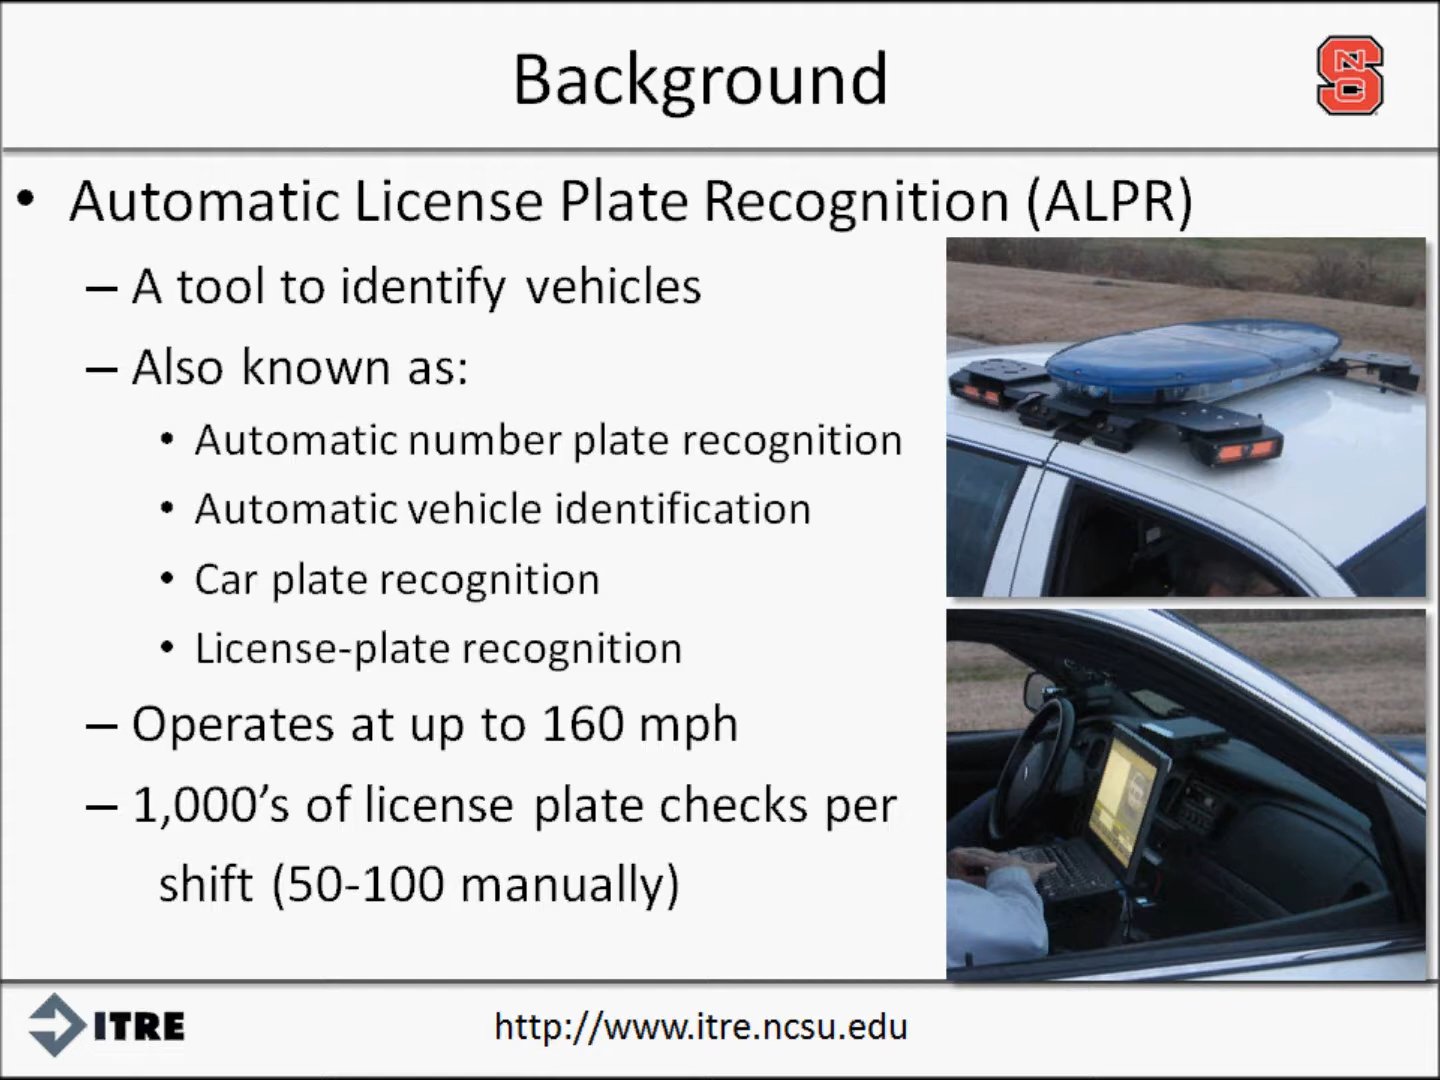 Background
NCS
• Automatic License Plate Recognition (ALPR)
– A tool to identify vehicles
– Also known as:
• Automatic number plate recognition
• Automatic vehicle identification
• Car plate recognition
• License-plate recognition
– Operates at up to 160 mph
– 1,000’s of license plate checks per
shift (50-100 manually)
ITRE
http://www.itre.ncsu.edu